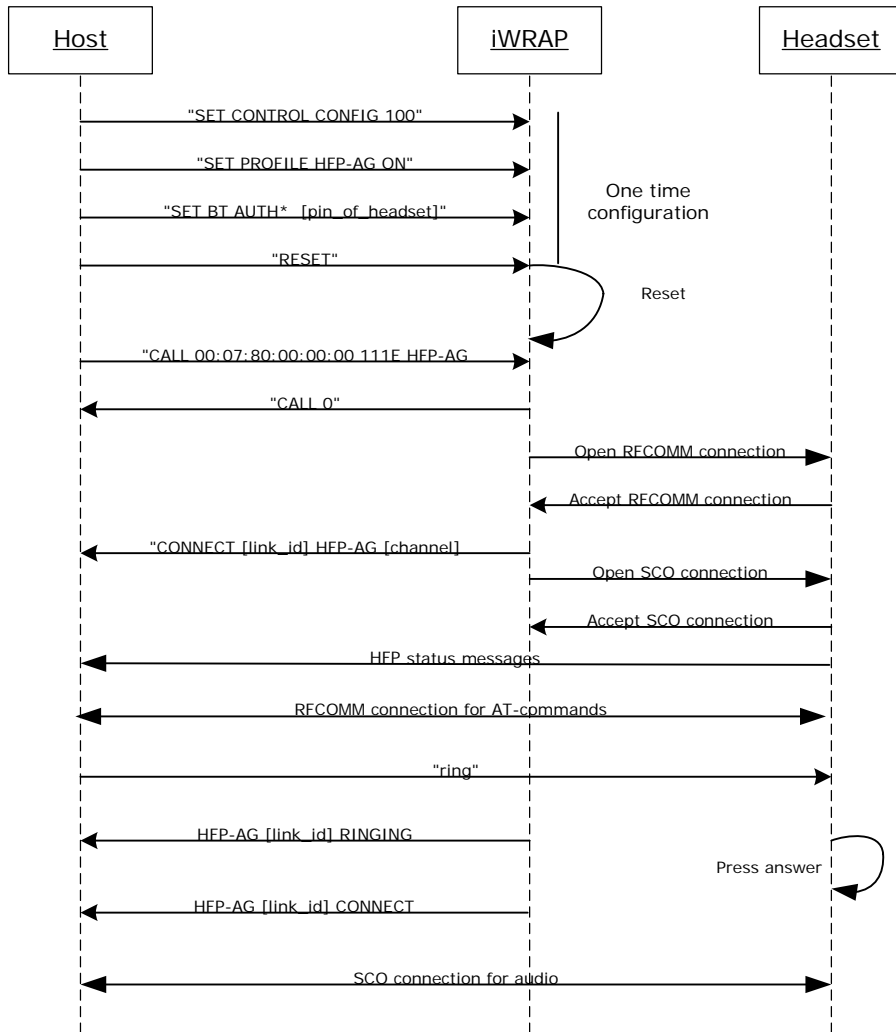 Host
iWRAP
Headset
"SET CONTROL CONFIG 100"
"SET PROFILE HFP-AG ON"
One time
configuration
"SET BT AUTH* [pin_of_headset]"
"RESET"
Reset
"CALL 00:07:80:00:00:00 111E HFP-AG
"CALL 0"
Open RFCOMM connection
Accept RFCOMM connection
"CONNECT [link_id] HFP-AG [channel]
Open SCO connection
Accept SCO connection
HFP status messages
RFCOMM connection for AT-commands
"ring"
HFP-AG [link_id] RINGING
Press answer
HFP-AG [link_id] CONNECT
SCO connection for audio